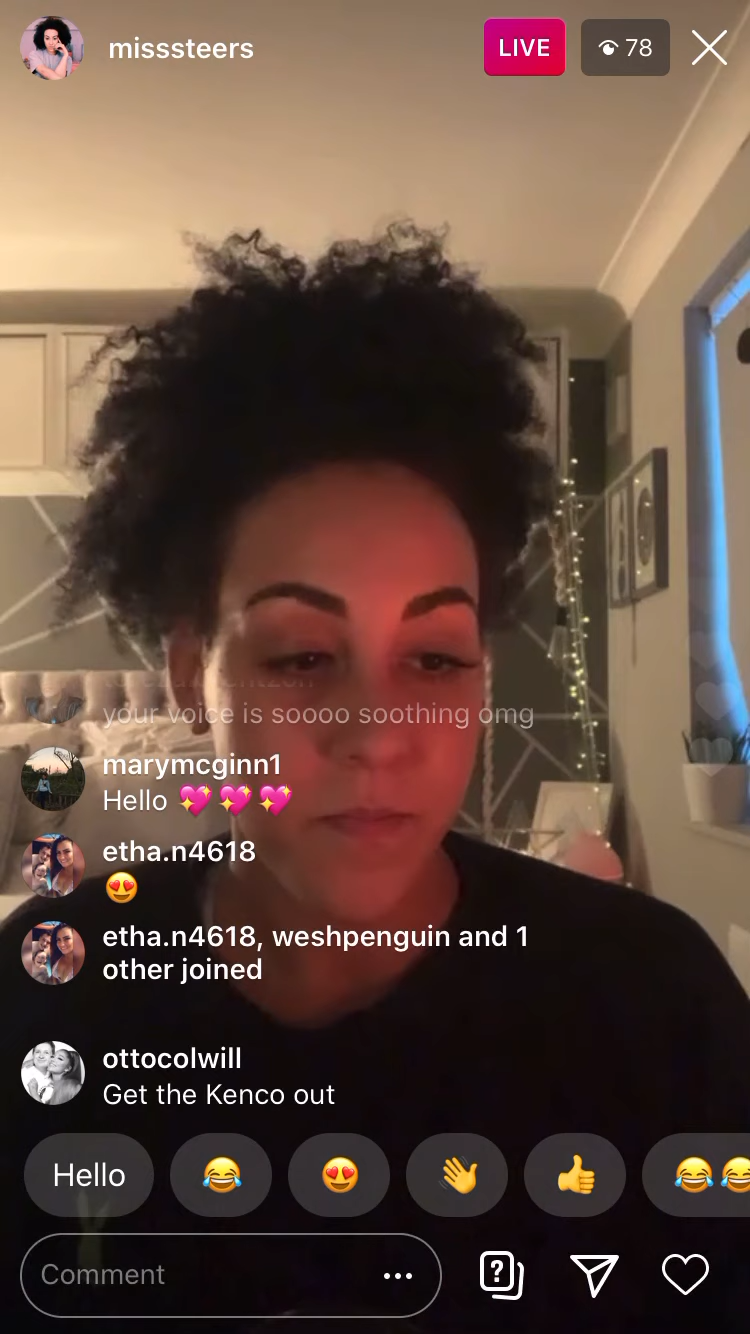 misssteers
LIVE
78
your voice is soooo soothing omg
marymcginn1
Hello 💖💖💖
etha.n4618
😍
etha.n4618, weshpenguin and 1
other joined
ottocolwill
Get the Kenco out
Hello 😂 😍 👋 👍 😂😂
Comment